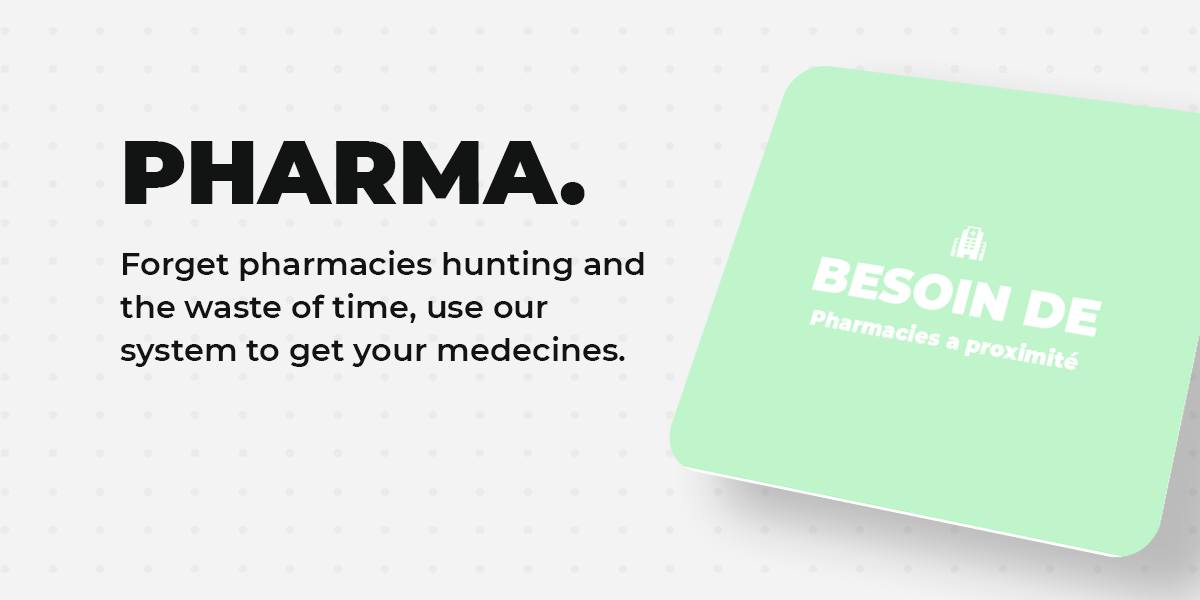 PHARMA.
Forget pharmacies hunting and
the waste of time, use our
system to get your medecines.
BESOIN DE
Pharmacies a proximité